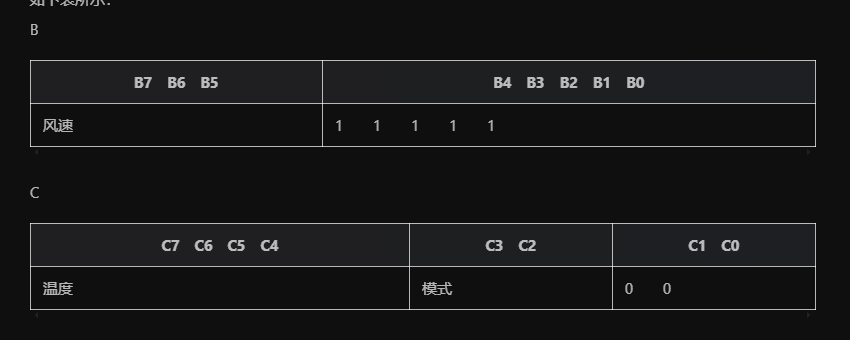 如下表所示：
B
B7 B6 B5 B4 B3 B2 B1 B0
风速 1 1 1 1 1
C
C7 C6 C5 C4 C3 C2 C1 C0
温度 模式 0 0